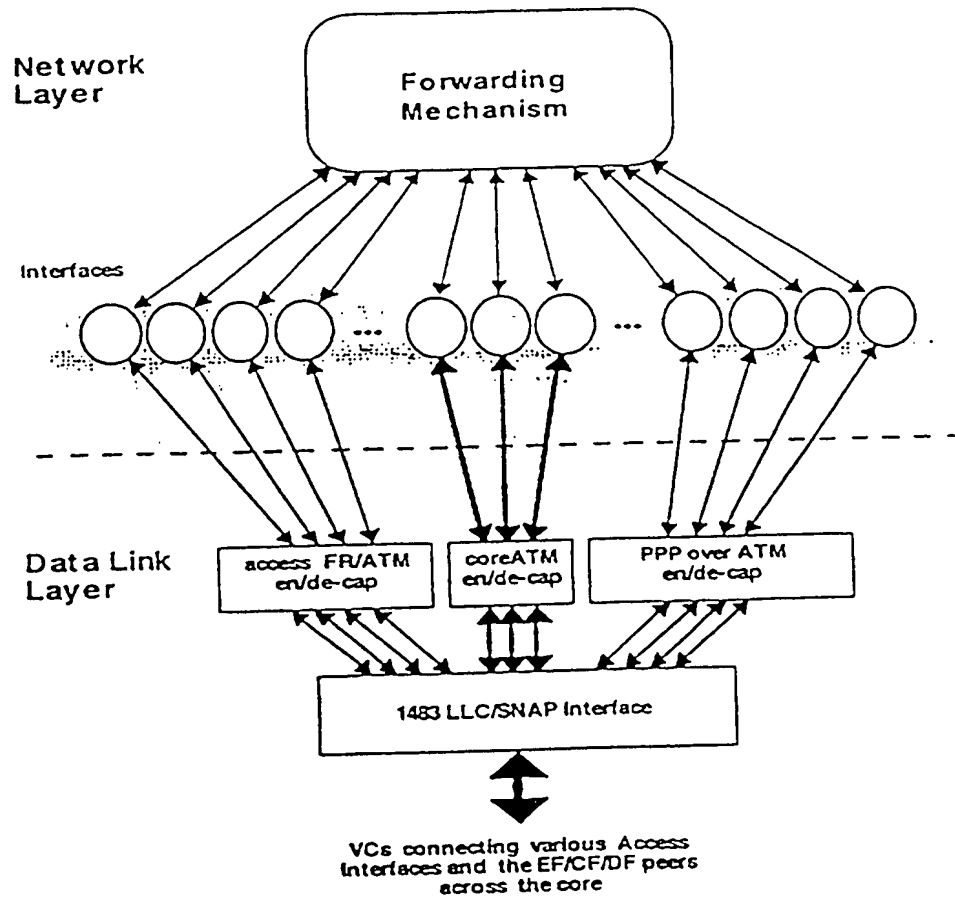 Network
Layer
Forwarding
Mechanism
Interfaces
...
...
Data Link
Layer
access FR/ATM
en/de-cap
coreATM
en/de-cap
PPP over ATM
en/de-cap
1483 LLC/SNAP Interface
VCs connecting various Access
Interfaces and the EF/CF/DF peers
across the core